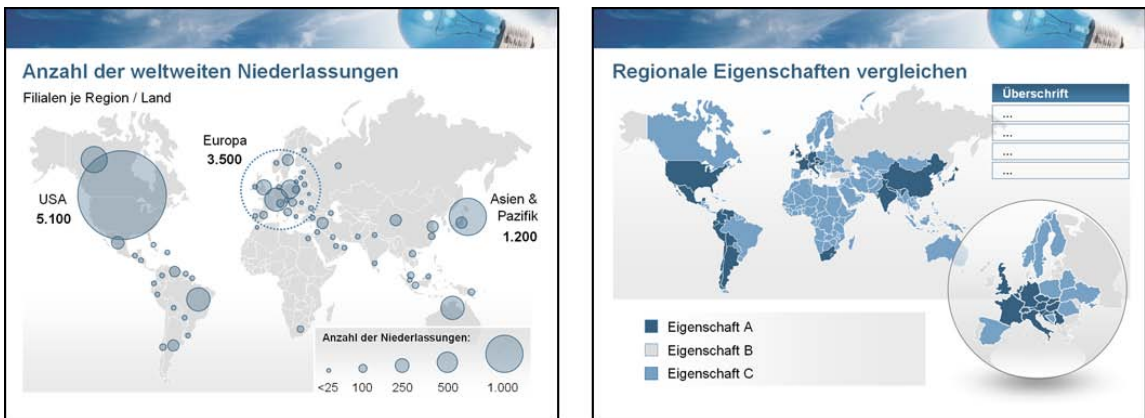 Anzahl der weltweiten Niederlassungen
Filialen je Region / Land
Europa
3.500
USA
5.100
Asien &
Pazifik
1.200
Anzahl der Niederlassungen:
<25 100 250 500 1.000
Regionale Eigenschaften vergleichen
Überschrift
...
...
...
...
Eigenschaft A
Eigenschaft B
Eigenschaft C